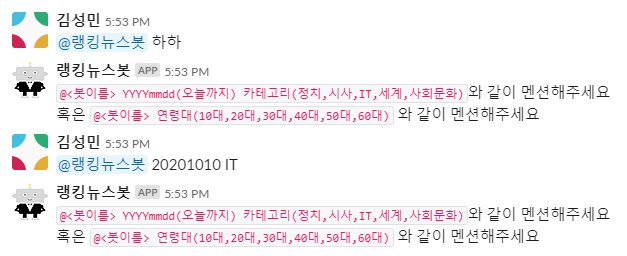 김성민 5:53 PM
@랭킹뉴스봇 하하
랭킹뉴스봇 APP 5:53 PM
@<봇이름> YYYYmmdd(오늘까지) 카테고리(정치,시사,IT,세계,사회문화)와 같이 멘션해주세요
혹은 @<봇이름> 연령대(10대,20대,30대,40대,50대,60대) 와 같이 멘션해주세요
김성민 5:53 PM
@랭킹뉴스봇 20201010 IT
랭킹뉴스봇 APP 5:53 PM
@<봇이름> YYYYmmdd(오늘까지) 카테고리(정치,시사,IT,세계,사회문화)와 같이 멘션해주세요
혹은 @<봇이름> 연령대(10대,20대,30대,40대,50대,60대) 와 같이 멘션해주세요